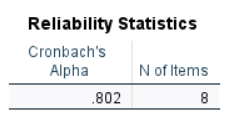 Reliability Statistics
Cronbach's
Alpha N of Items
.802 8